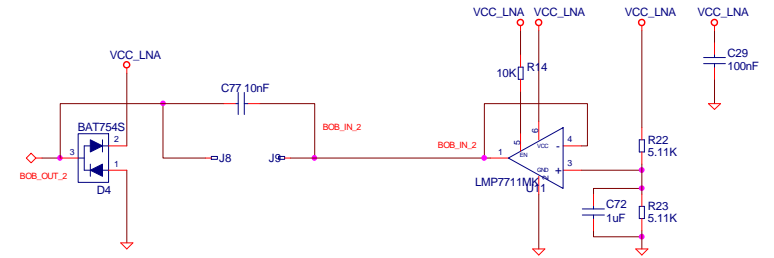 VCC_LNA VCC_LNA VCC_LNA VCC_LNA
VCC_LNA
C29
100nF
10K R14
C77 10nF
BOB_IN_2
BAT754S
3 2 1
D4
BOB_OUT_2
J8 J9
BOB_IN_2
1 5 6 4 3
EN VCC GND
- +
LMP7711MK
U11
R22
5.11K
C72
1uF
R23
5.11K